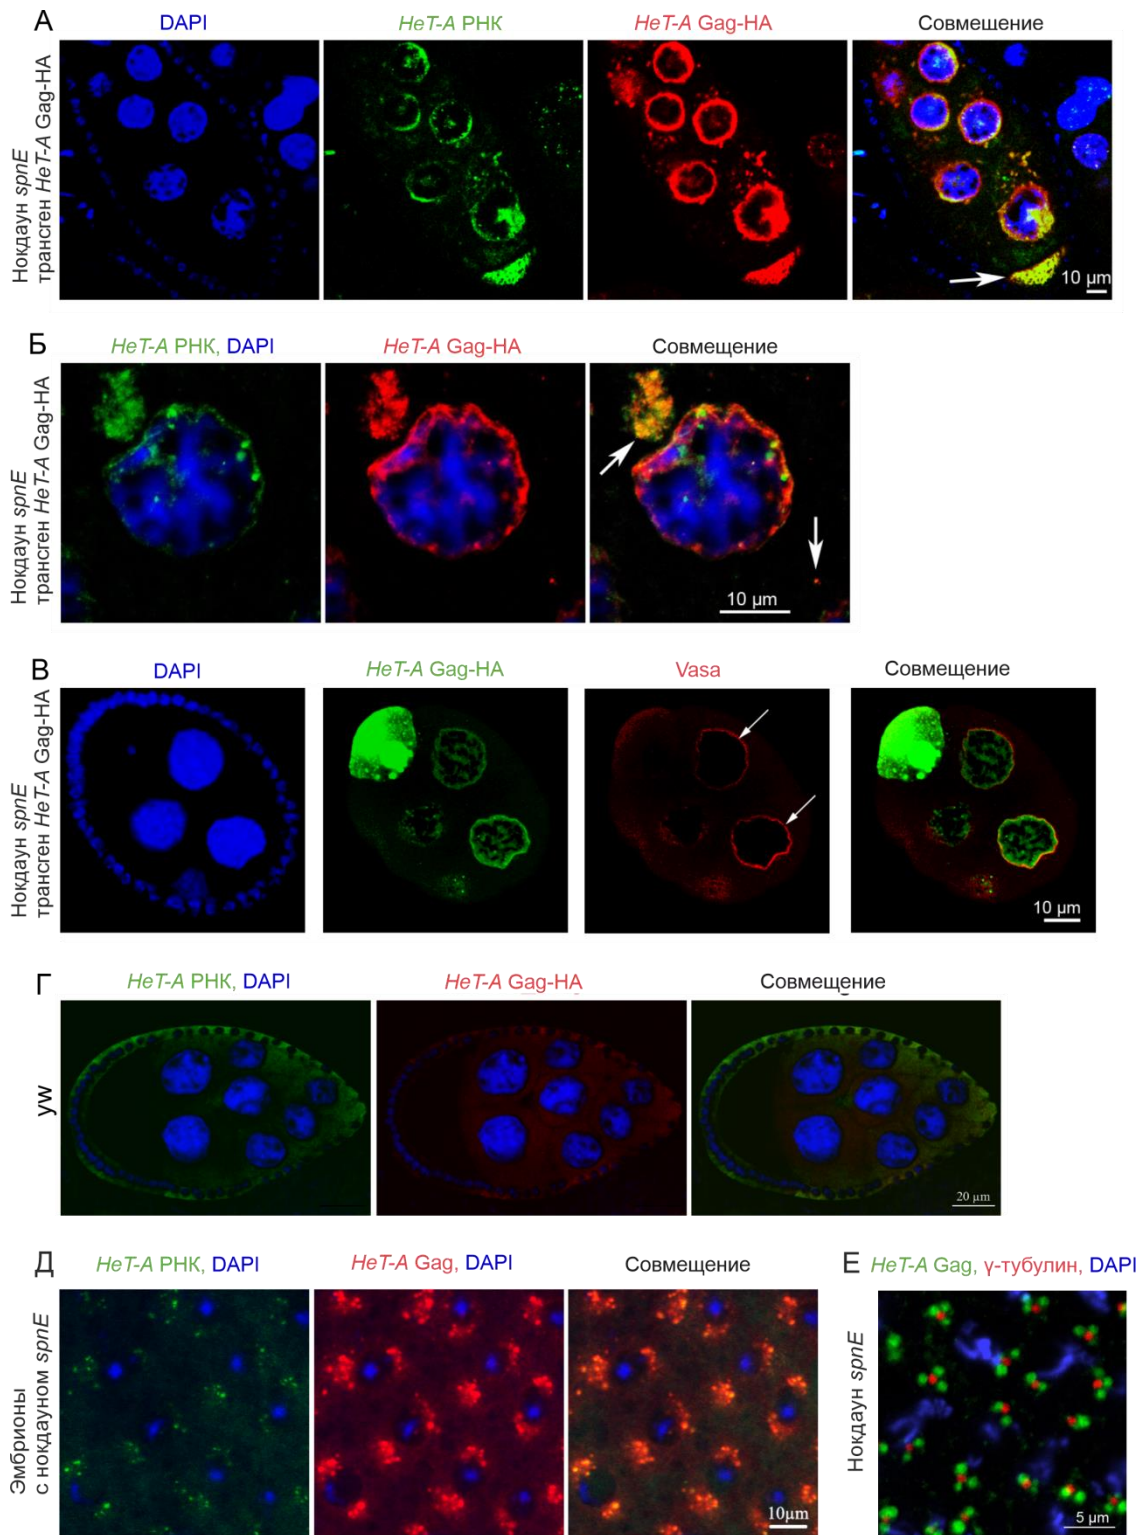 А
DAPI
HeT-A РНК
HeT-A Gag-HA
Совмещение
Нокдаун spnE
трансген HeT-A Gag-HA
10 µm
Б
HeT-A РНК, DAPI
HeT-A Gag-HA
Совмещение
Нокдаун spnE
трансген HeT-A Gag-HA
10 µm
В
DAPI
HeT-A Gag-HA
Vasa
Совмещение
Нокдаун spnE
трансген HeT-A Gag-HA
10 µm
Г
HeT-A РНК, DAPI
HeT-A Gag-HA
Совмещение
yw
20 µm
Д
HeT-A РНК, DAPI
HeT-A Gag, DAPI
Совмещение
Эмбрионы
с нокдауном spnE
10µm
Е
HeT-A Gag, γ-тубулин, DAPI
Нокдаун spnE
5 µm